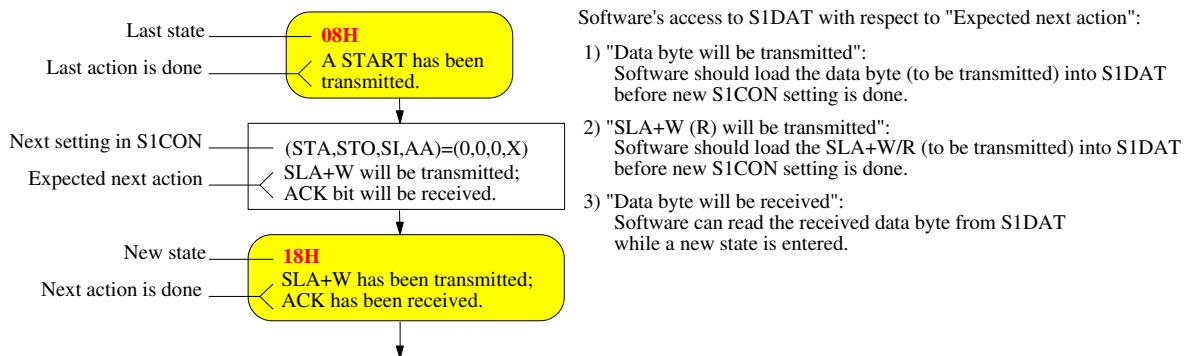 Last state
08H
Last action is done
A START has been
transmitted.
Next setting in S1CON
(STA,STO,SI,AA)=(0,0,0,X)
Expected next action
SLA+W will be transmitted;
ACK bit will be received.
New state
18H
Next action is done
SLA+W has been transmitted;
ACK has been received.
Software's access to S1DAT with respect to "Expected next action":
1) "Data byte will be transmitted":
Software should load the data byte (to be transmitted) into S1DAT
before new S1CON setting is done.
2) "SLA+W (R) will be transmitted":
Software should load the SLA+W/R (to be transmitted) into S1DAT
before new S1CON setting is done.
3) "Data byte will be received":
Software can read the received data byte from S1DAT
while a new state is entered.